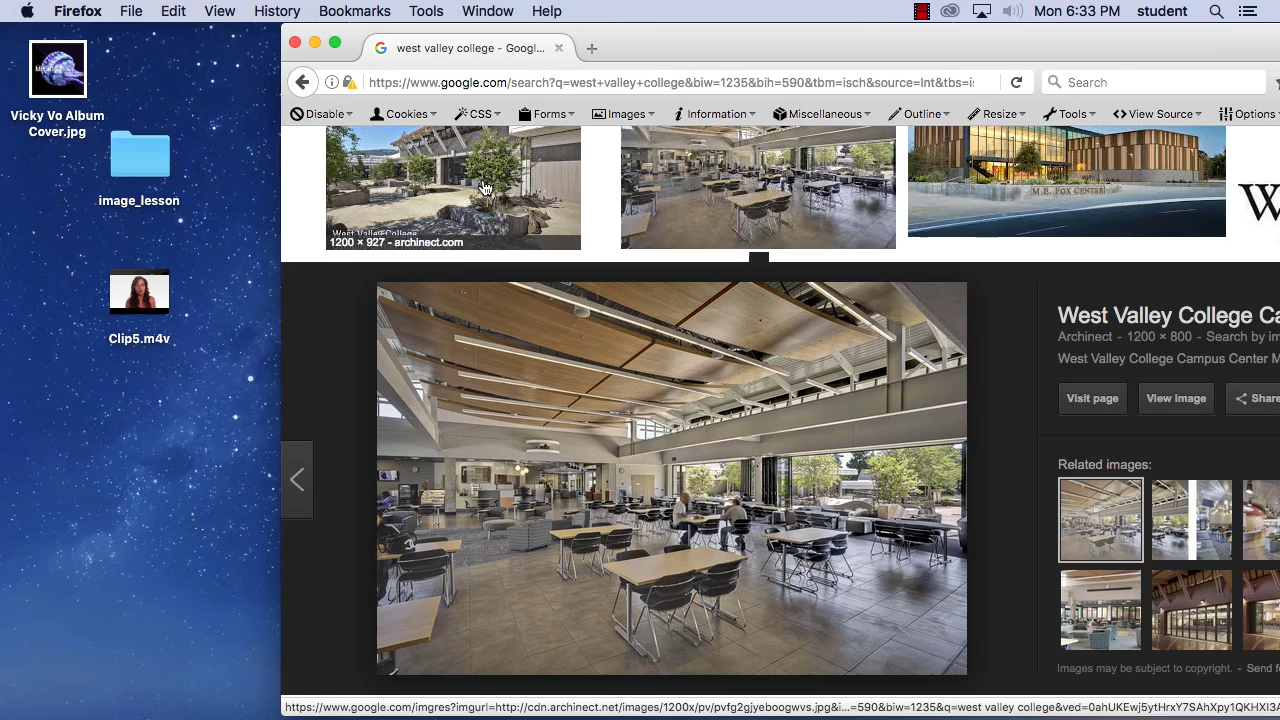 Firefox File Edit View History Bookmarks Tools Window Help Mon 6:33 PM student
west valley college - Googl...
https://www.google.com/search?q=west+valley+college&biw=1235&bih=590&tbm=isch&source=lnt&tbs=is
Search
Disable Cookies CSS Forms Images Information Miscellaneous Outline Resize Tools View Source Options
Vicky Vo Album
Cover.jpg
image_lesson
Clip5.m4v
West Valley College
1200 × 927 - archinect.com
M.E. FOX CENTER
W
West Valley College Ca
Archinect - 1200 × 800 - Search by im
West Valley College Campus Center M
Visit page View image Share
Related images:
Images may be subject to copyright. - Send fe
https://www.google.com/imgres?imgurl=http://cdn.archinect.net/images/1200x/pv/pvfg2gjyeboogwvs.jpg&i...=590&biw=1235&q=west valley college&ved=0ahUKEwj5ytHrxY7SAhXpy1QKHXI3A